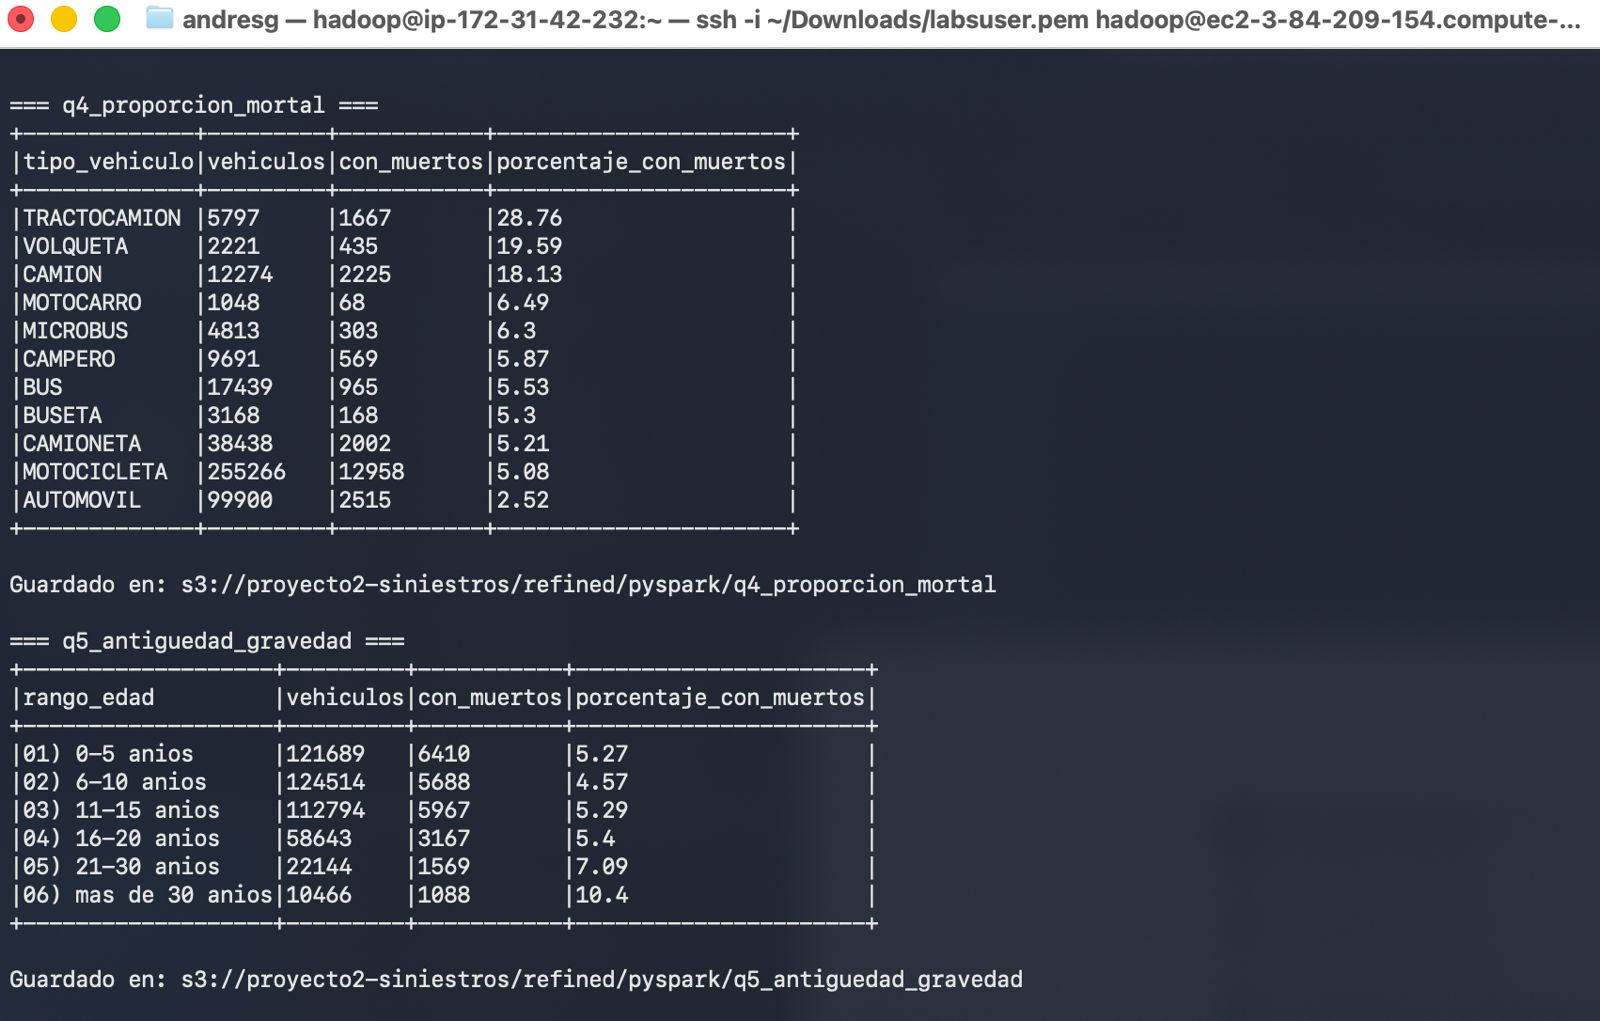 andresg — hadoop@ip-172-31-42-232:~ — ssh -i ~/Downloads/labsuser.pem hadoop@ec2-3-84-209-154.compute-...
=== q4_proporcion_mortal ===
+-------------+---------+-----------+----------------------+
|tipo_vehiculo|vehiculos|con_muertos|porcentaje_con_muertos|
+-------------+---------+-----------+----------------------+
|TRACTOCAMION |5797     |1667       |28.76                 |
|VOLQUETA     |2221     |435        |19.59                 |
|CAMION       |12274    |2225       |18.13                 |
|MOTOCARRO    |1048     |68         |6.49                  |
|MICROBUS     |4813     |303        |6.3                   |
|CAMPERO      |9691     |569        |5.87                  |
|BUS          |17439    |965        |5.53                  |
|BUSETA       |3168     |168        |5.3                   |
|CAMIONETA    |38438    |2002       |5.21                  |
|MOTOCICLETA  |255266   |12958      |5.08                  |
|AUTOMOVIL    |99900    |2515       |2.52                  |
+-------------+---------+-----------+----------------------+
Guardado en: s3://proyecto2-siniestros/refined/pyspark/q4_proporcion_mortal
=== q5_antiguedad_gravedad ===
+-------------------+---------+-----------+----------------------+
|rango_edad         |vehiculos|con_muertos|porcentaje_con_muertos|
+-------------------+---------+-----------+----------------------+
|01) 0-5 anios      |121689   |6410       |5.27                  |
|02) 6-10 anios     |124514   |5688       |4.57                  |
|03) 11-15 anios    |112794   |5967       |5.29                  |
|04) 16-20 anios    |58643    |3167       |5.4                   |
|05) 21-30 anios    |22144    |1569       |7.09                  |
|06) mas de 30 anios|10466    |1088       |10.4                  |
+-------------------+---------+-----------+----------------------+
Guardado en: s3://proyecto2-siniestros/refined/pyspark/q5_antiguedad_gravedad